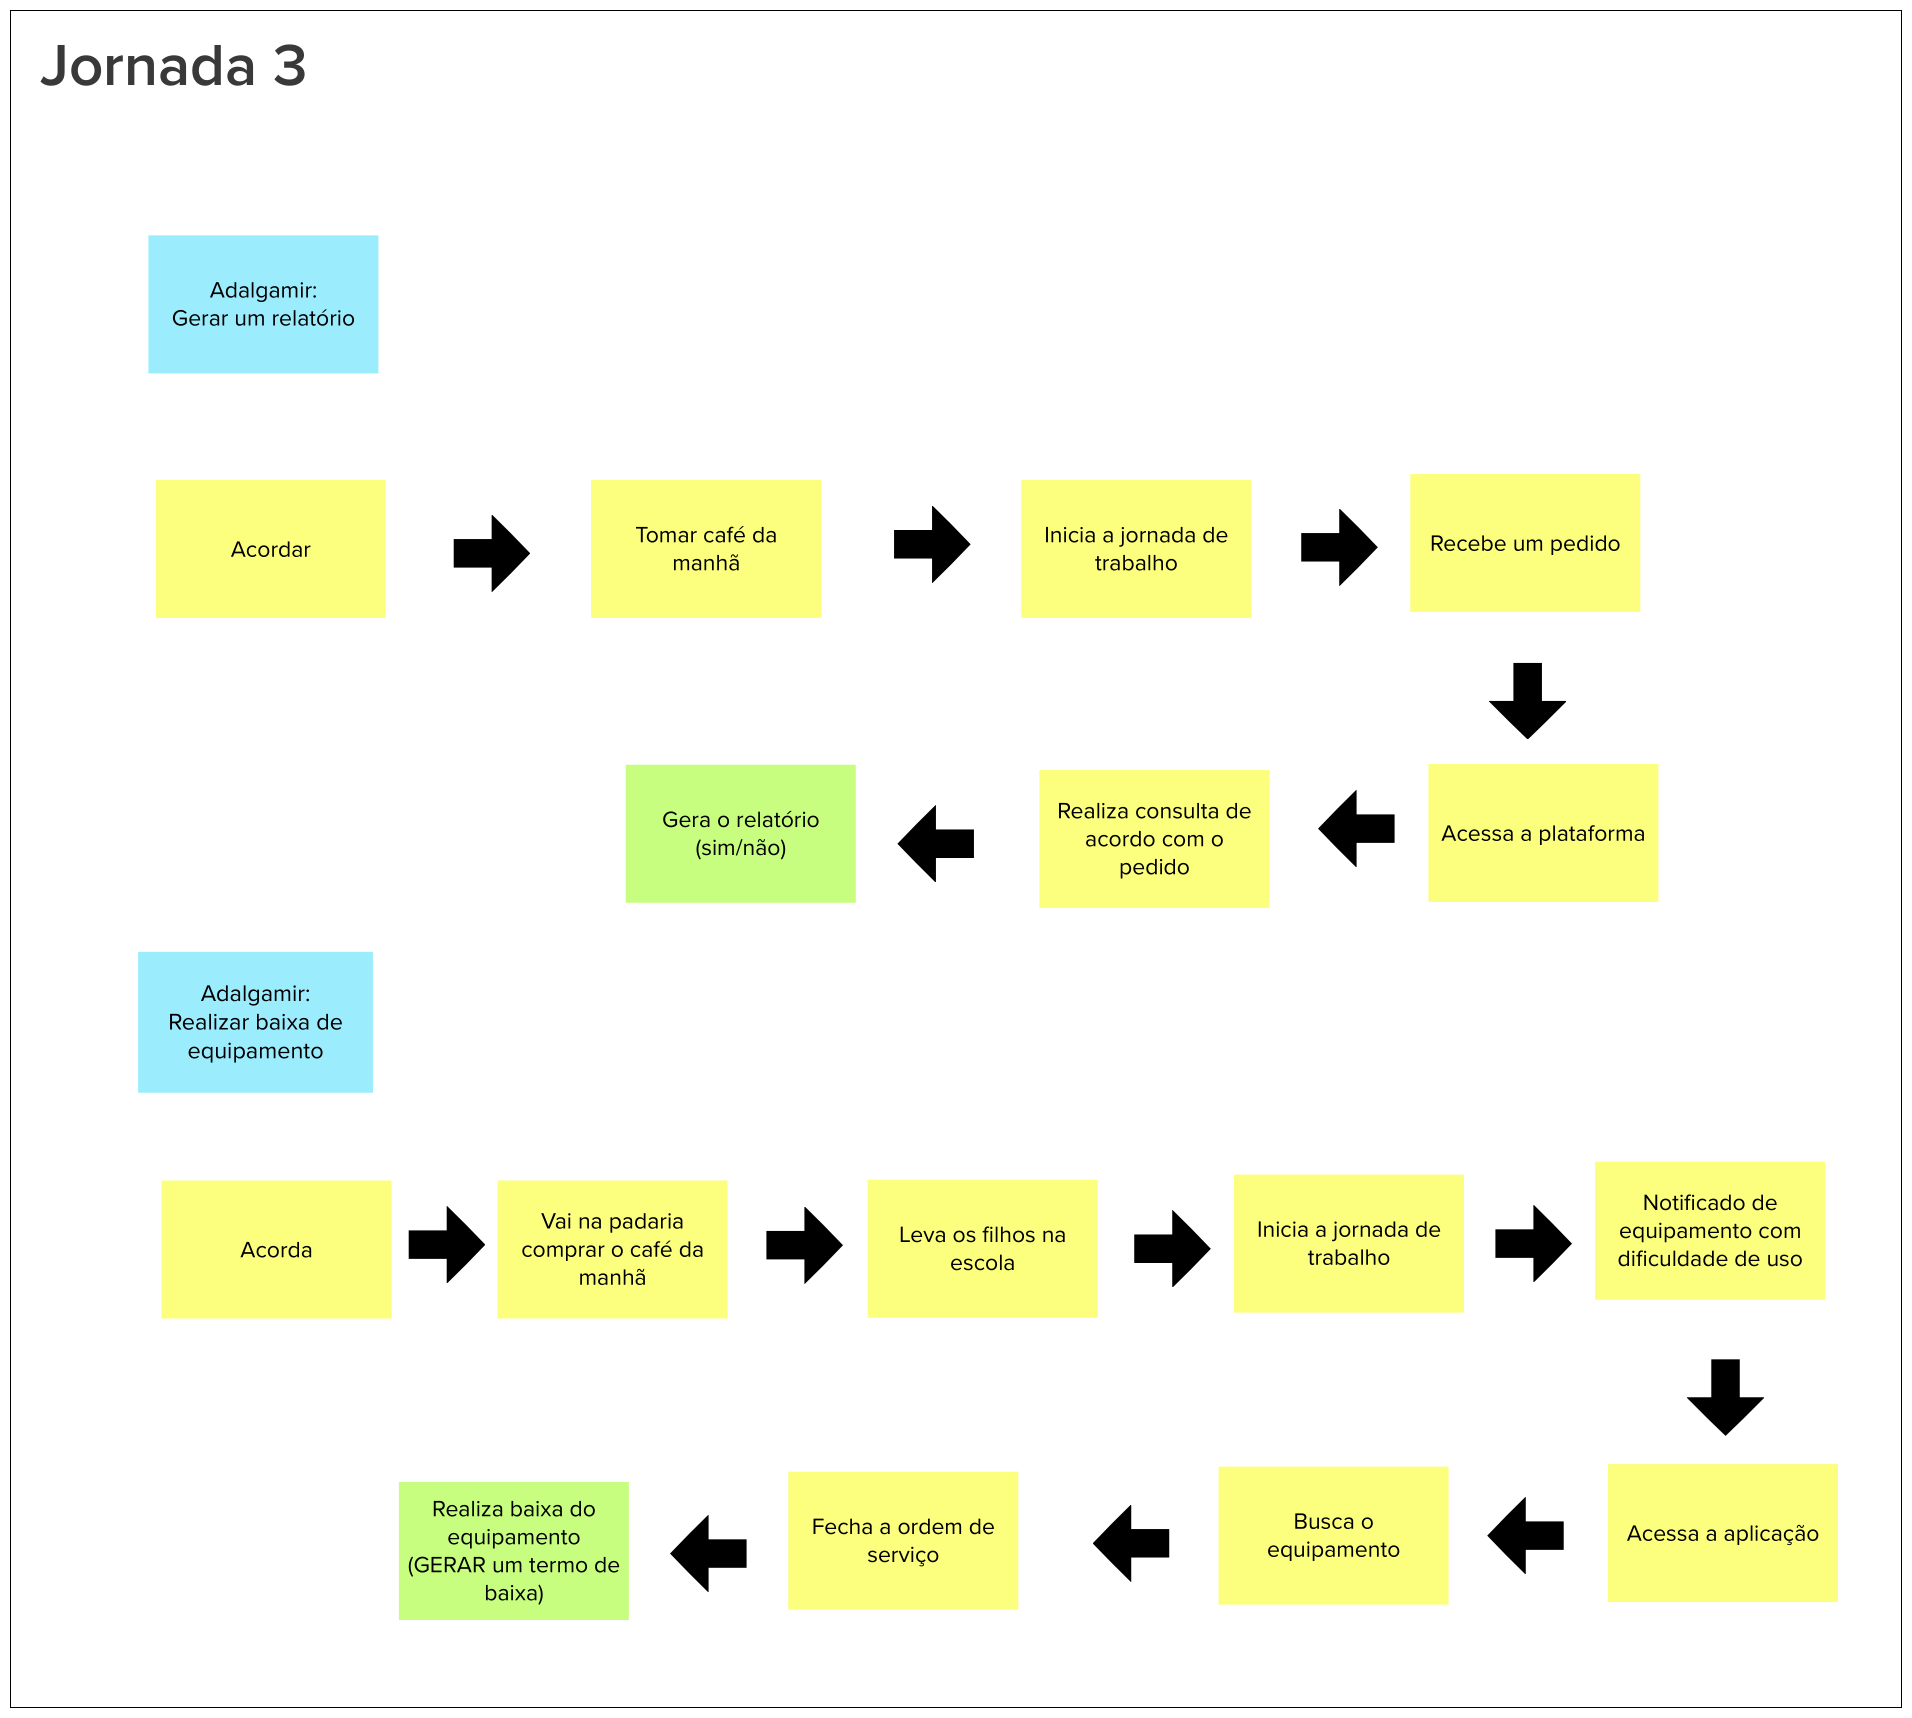 Jornada 3
Adalgamir:
Gerar um relatório
Acordar
Tomar café da
manhã
Inicia a jornada de
trabalho
Recebe um pedido
Acessa a plataforma
Realiza consulta de
acordo com o
pedido
Gera o relatório
(sim/não)
Adalgamir:
Realizar baixa de
equipamento
Acorda
Vai na padaria
comprar o café da
manhã
Leva os filhos na
escola
Inicia a jornada de
trabalho
Notificado de
equipamento com
dificuldade de uso
Acessa a aplicação
Busca o
equipamento
Fecha a ordem de
serviço
Realiza baixa do
equipamento
(GERAR um termo de
baixa)